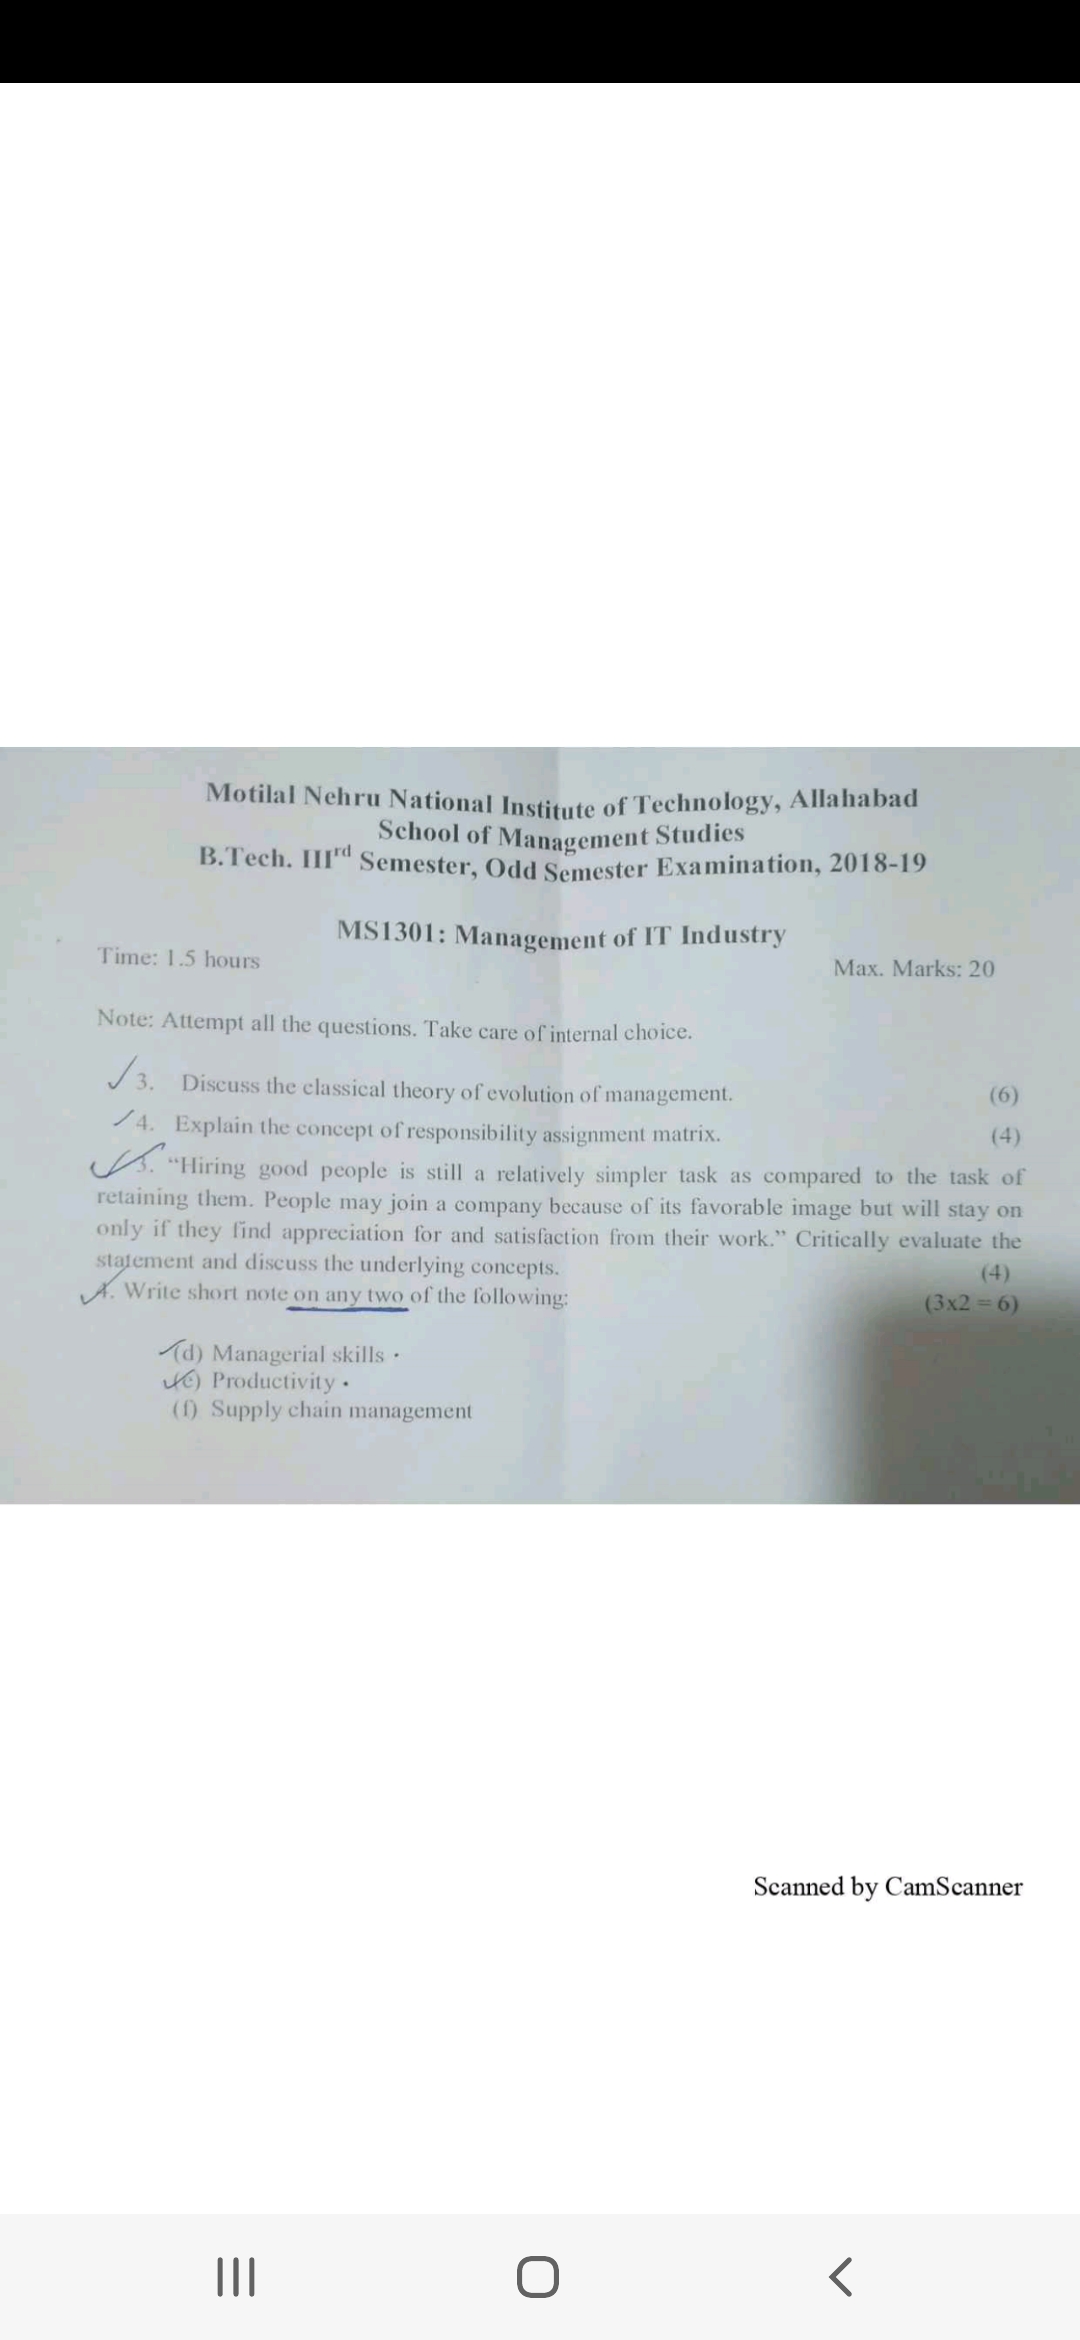 Motilal Nehru National Institute of Technology, Allahabad
School of Management Studies
B.Tech. IIIrd Semester, Odd Semester Examination, 2018-19
MS1301: Management of IT Industry
Time: 1.5 hours
Max. Marks: 20
Note: Attempt all the questions. Take care of internal choice.
3. Discuss the classical theory of evolution of management. (6)
4. Explain the concept of responsibility assignment matrix. (4)
3. “Hiring good people is still a relatively simpler task as compared to the task of
retaining them. People may join a company because of its favorable image but will stay on
only if they find appreciation for and satisfaction from their work.” Critically evaluate the
statement and discuss the underlying concepts. (4)
4. Write short note on any two of the following: (3x2 = 6)
(d) Managerial skills
(e) Productivity
(f) Supply chain management
Scanned by CamScanner